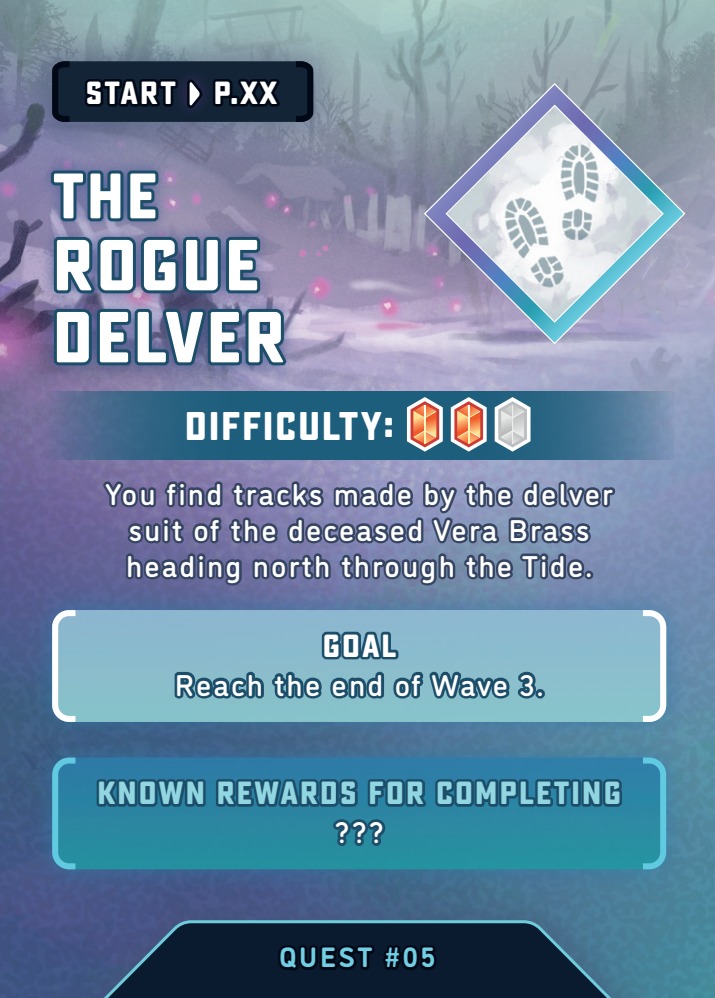 START P.XX
THE
ROGUE
DELVER
DIFFICULTY:
You find tracks made by the delver
suit of the deceased Vera Brass
heading north through the Tide.
GOAL
Reach the end of Wave 3.
KNOWN REWARDS FOR COMPLETING
???
QUEST #05